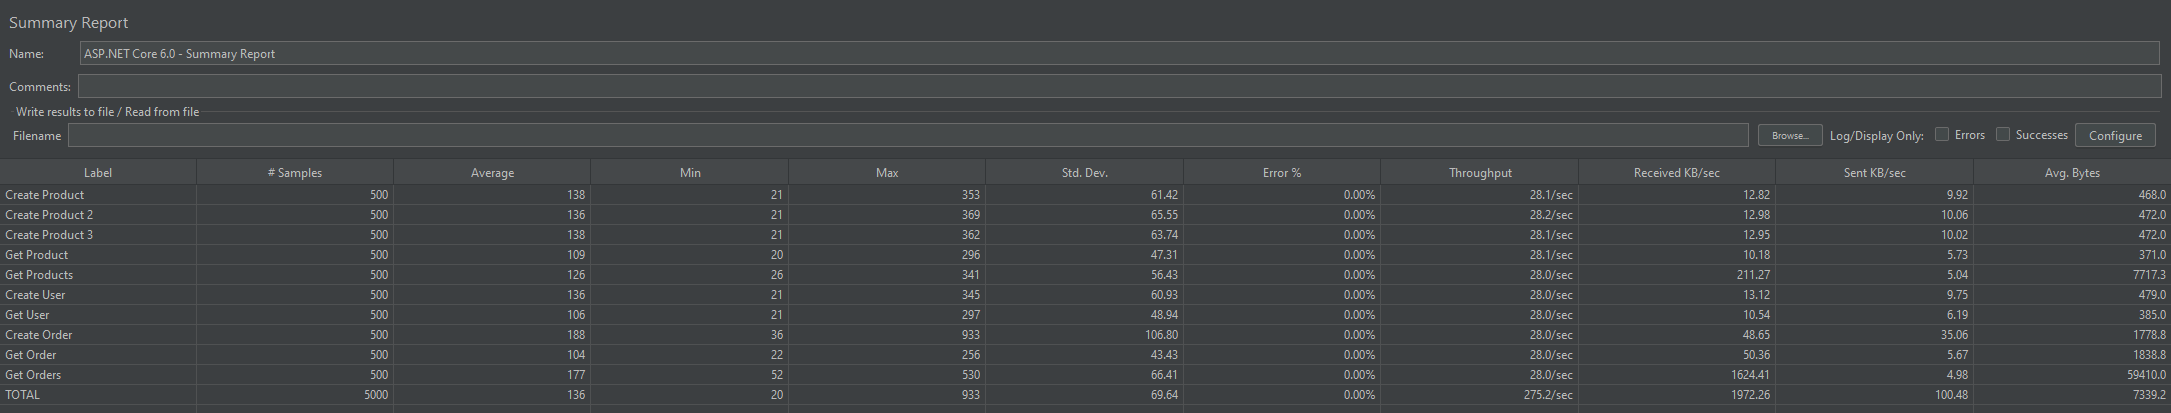 Summary Report
Name: ASP.NET Core 6.0 - Summary Report
Comments:
Write results to file / Read from file
Filename Browse... Log/Display Only: Errors Successes Configure
Label # Samples Average Min Max Std. Dev. Error % Throughput Received KB/sec Sent KB/sec Avg. Bytes
Create Product 500 138 21 353 61.42 0.00% 28.1/sec 12.82 9.92 468.0
Create Product 2 500 136 21 369 65.55 0.00% 28.2/sec 12.98 10.06 472.0
Create Product 3 500 138 21 362 63.74 0.00% 28.1/sec 12.95 10.02 472.0
Get Product 500 109 20 296 47.31 0.00% 28.1/sec 10.18 5.73 371.0
Get Products 500 126 26 341 56.43 0.00% 28.0/sec 211.27 5.04 7717.3
Create User 500 136 21 345 60.93 0.00% 28.0/sec 13.12 9.75 479.0
Get User 500 106 21 297 48.94 0.00% 28.0/sec 10.54 6.19 385.0
Create Order 500 188 36 933 106.80 0.00% 28.0/sec 48.65 35.06 1778.8
Get Order 500 104 22 256 43.43 0.00% 28.0/sec 50.36 5.67 1838.8
Get Orders 500 177 52 530 66.41 0.00% 28.0/sec 1624.41 4.98 59410.0
TOTAL 5000 136 20 933 69.64 0.00% 275.2/sec 1972.26 100.48 7339.2